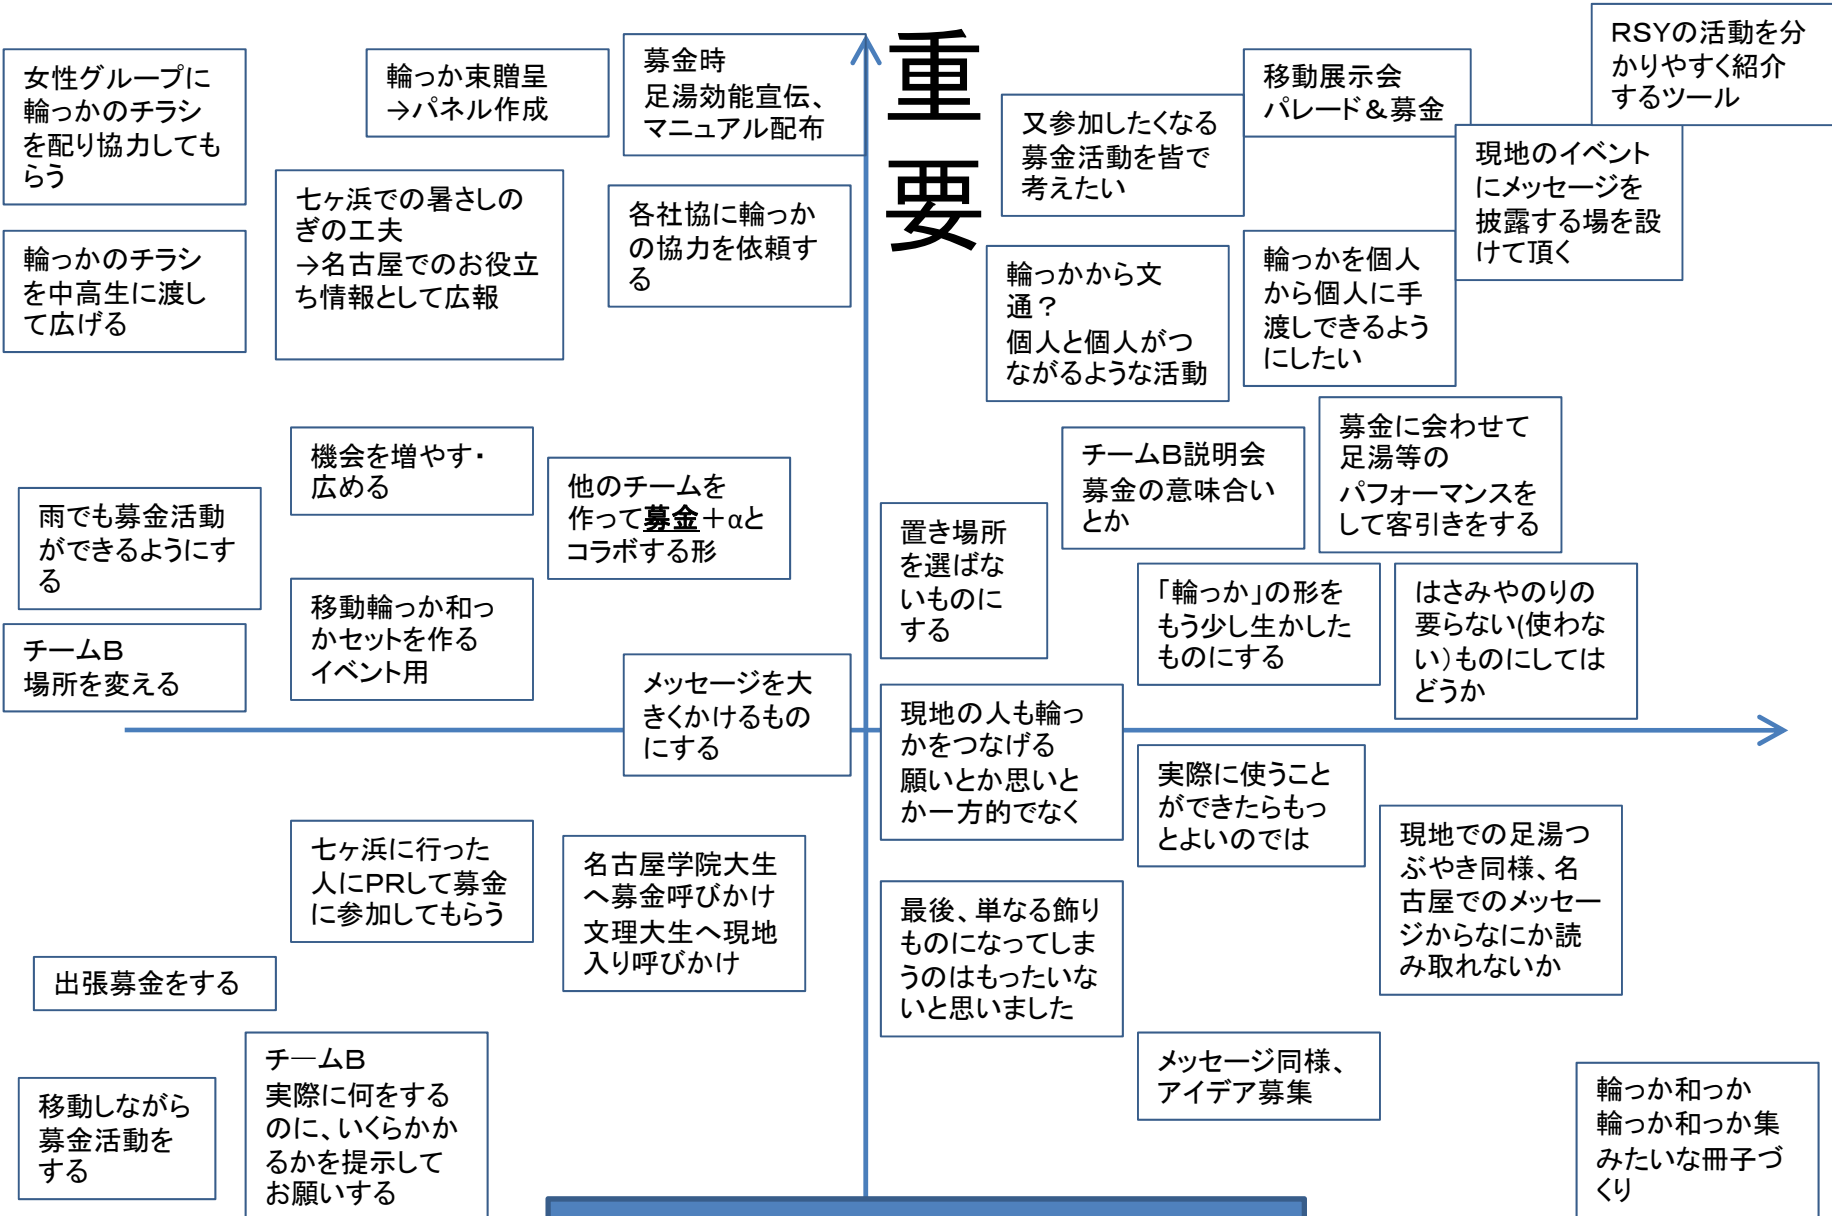 重
要
女性グループに
輪っかのチラシ
を配り協力しても
らう
輪っか束贈呈
→パネル作成
募金時
足湯効能宣伝、
マニュアル配布
又参加したくなる
募金活動を皆で
考えたい
移動展示会
パレード＆募金
RSYの活動を分
かりやすく紹介
するツール
現地のイベント
にメッセージを
披露する場を設
けて頂く
輪っかのチラシ
を中高生に渡し
て広げる
七ヶ浜での暑さしの
ぎの工夫
→名古屋でのお役立
ち情報として広報
各社協に輪っか
の協力を依頼す
る
輪っかから文
通？
個人と個人がつ
ながるような活動
輪っかを個人
から個人に手
渡しできるよう
にしたい
機会を増やす・
広める
他のチームを
作って募金＋αと
コラボする形
チームＢ説明会
募金の意味合い
とか
募金に会わせて
足湯等の
パフォーマンスを
して客引きをする
雨でも募金活動
ができるようにす
る
移動輪っか和っ
かセットを作る
イベント用
置き場所
を選ばな
いものに
する
「輪っか」の形を
もう少し生かした
ものにする
はさみやのりの
要らない(使わな
い）ものにしては
どうか
チームＢ
場所を変える
メッセージを大
きくかけるもの
にする
現地の人も輪っ
かをつなげる
願いとか思いと
か一方的でなく
実際に使うこと
ができたらもっ
とよいのでは
七ヶ浜に行った
人にPRして募金
に参加してもらう
名古屋学院大生
へ募金呼びかけ
文理大生へ現地
入り呼びかけ
最後、単なる飾り
ものになってしま
うのはもったいな
いと思いました
現地での足湯つ
ぶやき同様、名
古屋でのメッセー
ジからなにか読
み取れないか
出張募金をする
移動しながら
募金活動を
する
チ―ムＢ
実際に何をする
のに、いくらかか
るかを提示して
お願いする
メッセージ同様、
アイデア募集
輪っか和っか
輪っか和っか集
みたいな冊子づ
くり